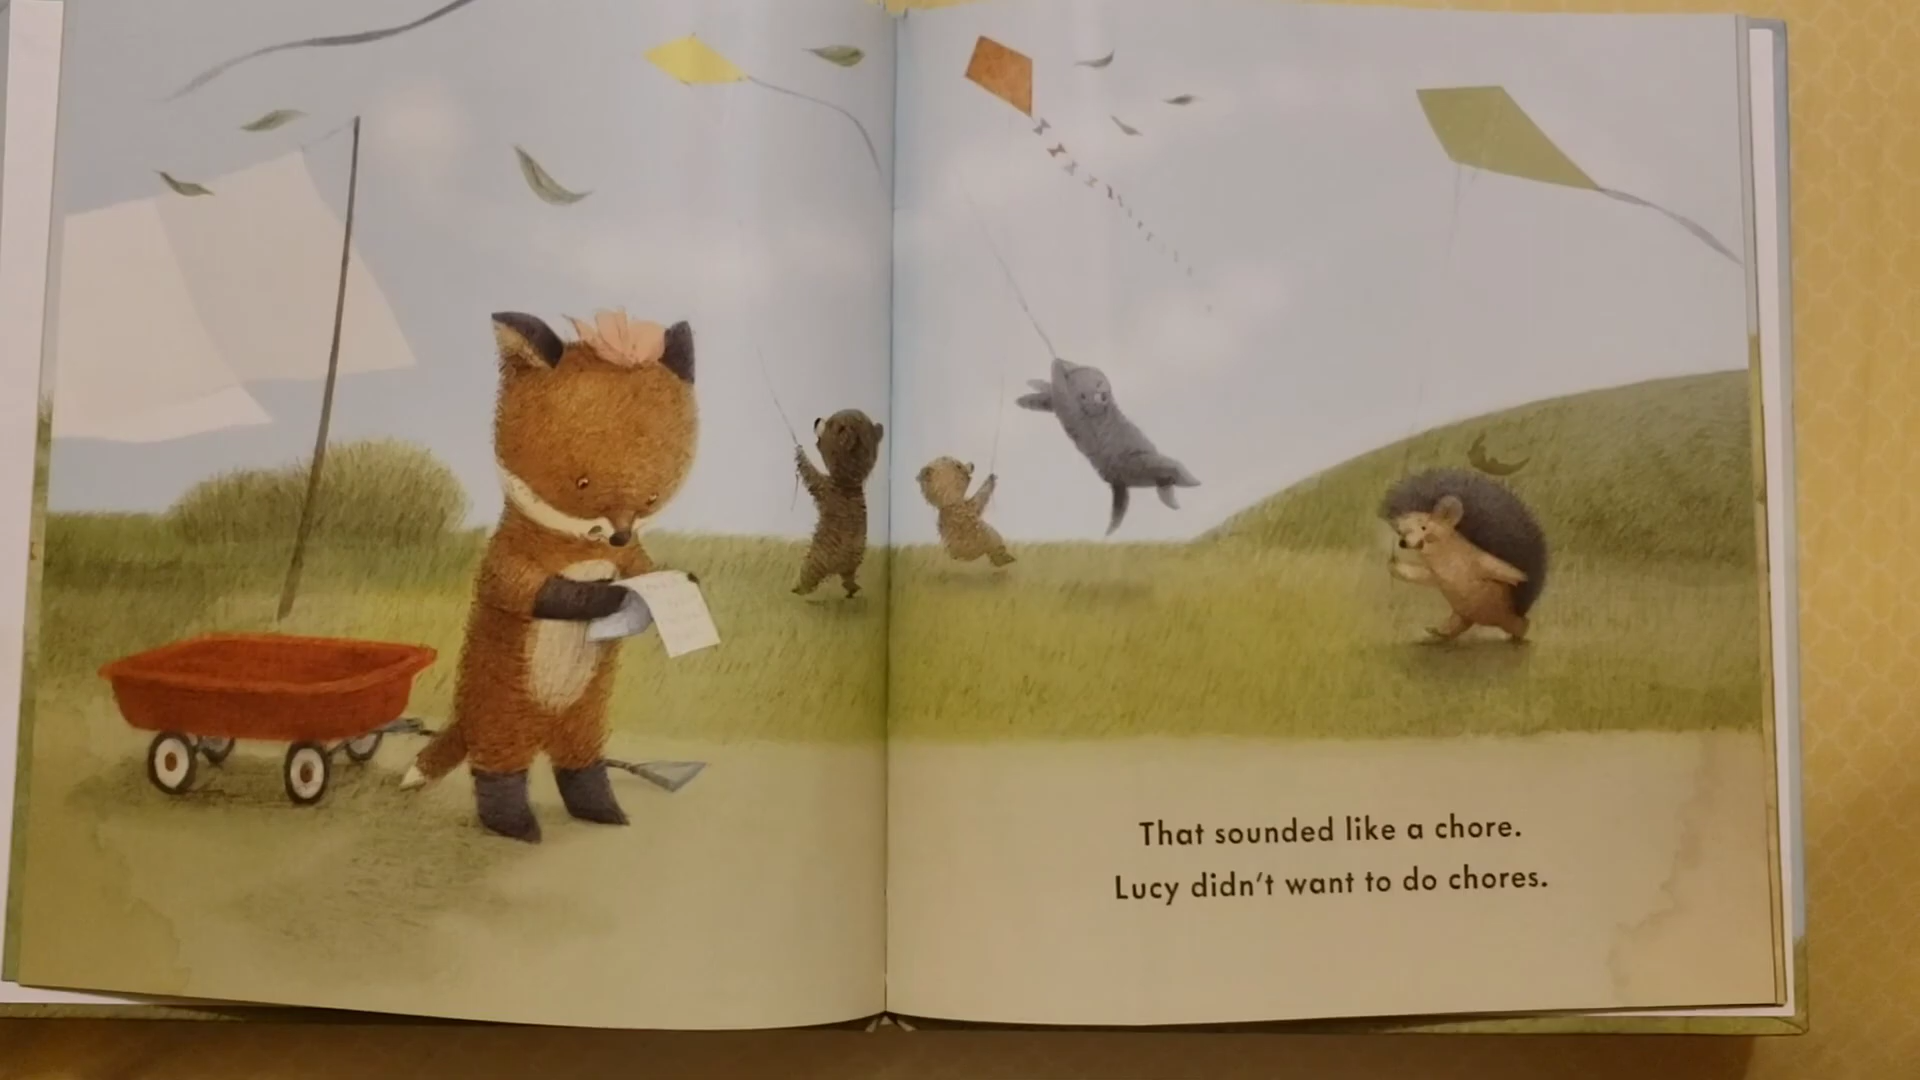 That sounded like a chore.
Lucy didn't want to do chores.